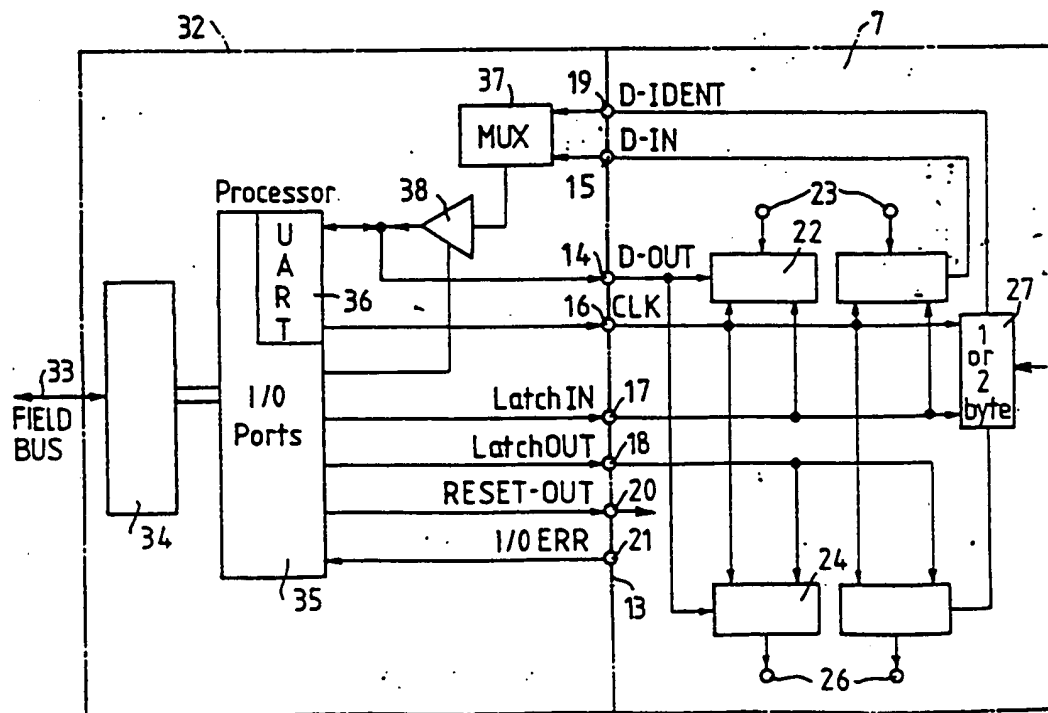 32
7
37
19
D-IDENT
MUX
D-IN
15
Processor
38
23
U
A
R
T
36
14
D-OUT
22
16
CLK
27
1
or
2
byte
33
FIELD
BUS
I/O
Ports
LatchIN
17
LatchOUT
18
RESET-OUT
20
I/O ERR
21
34
35
13
24
26